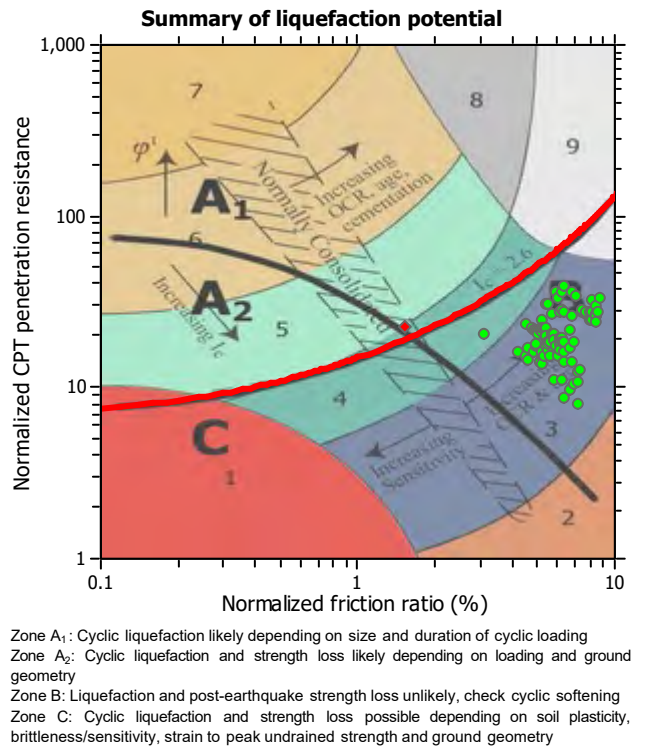 Summary of liquefaction potential
Normalized CPT penetration resistance
1,000
100
10
1
7
8
9
φ'
A1
Increasing
OCR, age,
cementation
Normally Consolidated
6
A2
Increasing Ic
5
Ic = 2.6
B
4
Increasing
OCR &
3
C
1
Increasing
Sensitivity
2
0.1
1
10
Normalized friction ratio (%)
Zone A1: Cyclic liquefaction likely depending on size and duration of cyclic loading
Zone A2: Cyclic liquefaction and strength loss likely depending on loading and ground
geometry
Zone B: Liquefaction and post-earthquake strength loss unlikely, check cyclic softening
Zone C: Cyclic liquefaction and strength loss possible depending on soil plasticity,
brittleness/sensitivity, strain to peak undrained strength and ground geometry